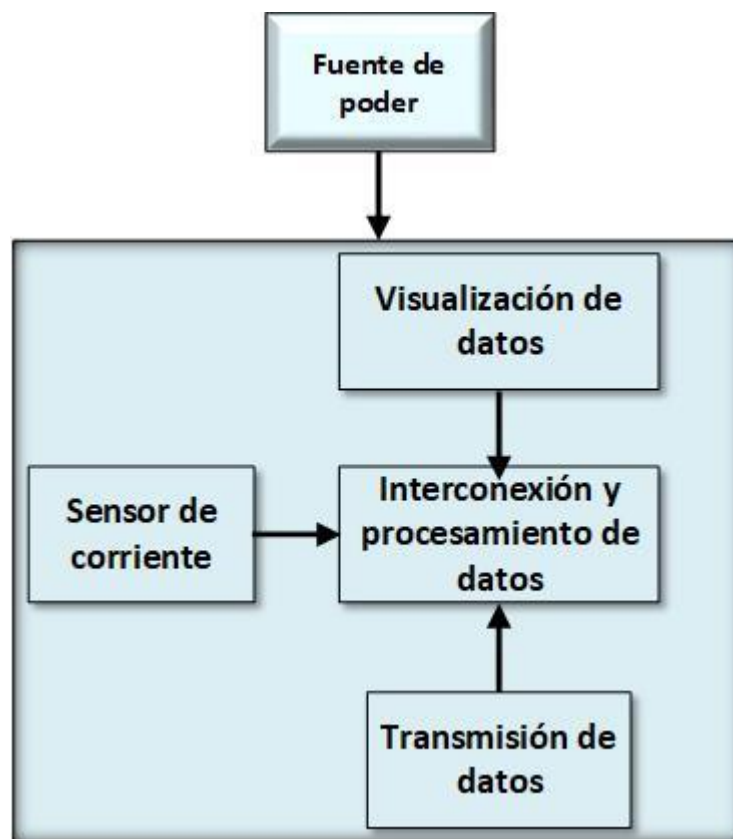 Fuente de
poder
Visualización de
datos
Sensor de
corriente
Interconexión y
procesamiento de
datos
Transmisión de
datos